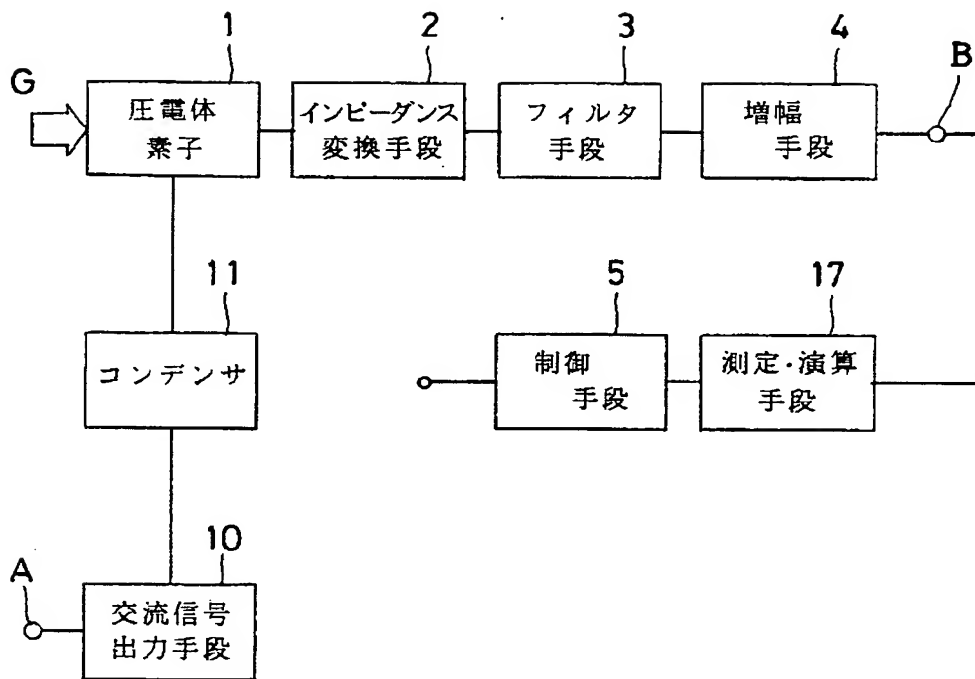 1
2
3
4
B
G
圧電体
素子
インピーダンス
変換手段
フィルタ
手段
増幅
手段
11
5
17
コンデンサ
制御
手段
測定・演算
手段
10
A
交流信号
出力手段